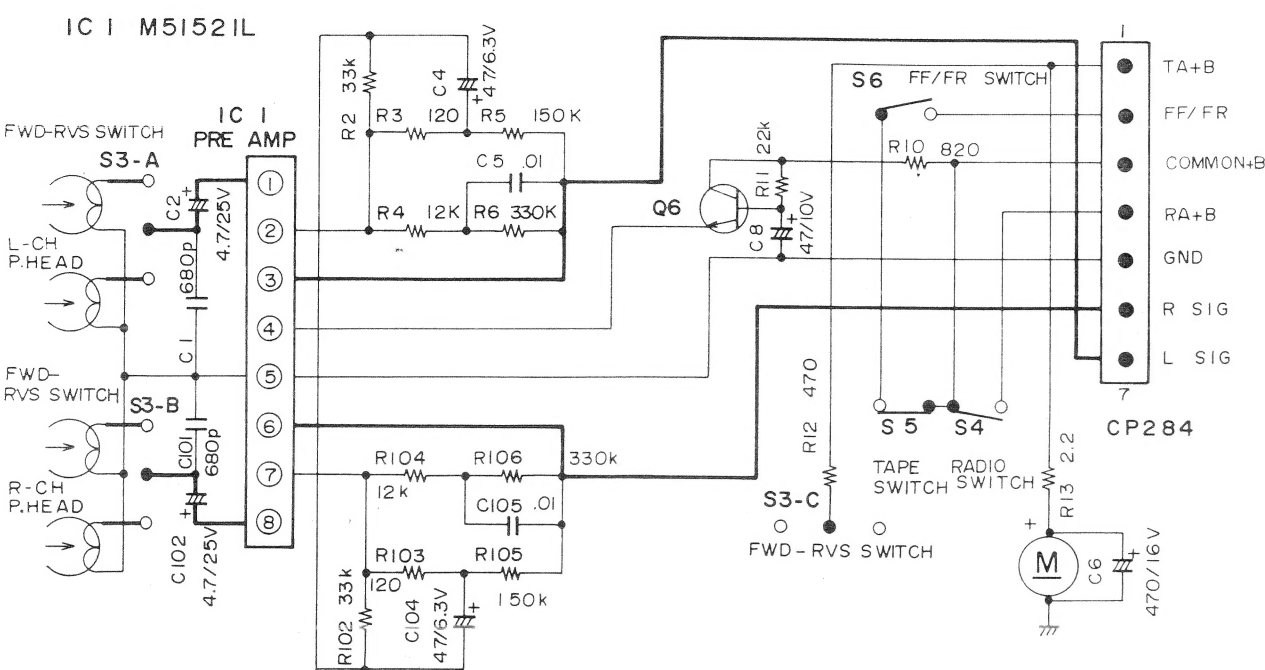 IC 1 M51521L
IC 1
PRE AMP
FWD-RVS SWITCH
S3-A
L-CH
P.HEAD
FWD-
RVS SWITCH
S3-B
R-CH
P.HEAD
C2
+
4.7/25V
680p
C1
C101
680p
C102
+
4.7/25V
1
2
3
4
5
6
7
8
R2 33k
C4
47/6.3V
+
R3 120
R5 150K
C5 .01
R4 12K
R6 330K
R104
12k
R106
330k
C105 .01
R103
120
R105
150k
R102 33k
C104
47/6.3V
+
Q6
R11 22k
C8
+
47/10V
R10 820
S6
FF/FR SWITCH
R12 470
S5
TAPE
SWITCH
S4
RADIO
SWITCH
S3-C
FWD-RVS SWITCH
R13 2.2
+
M
C6
+
470/16V
1
TA+B
FF/FR
COMMON+B
RA+B
GND
R SIG
L SIG
7
CP284